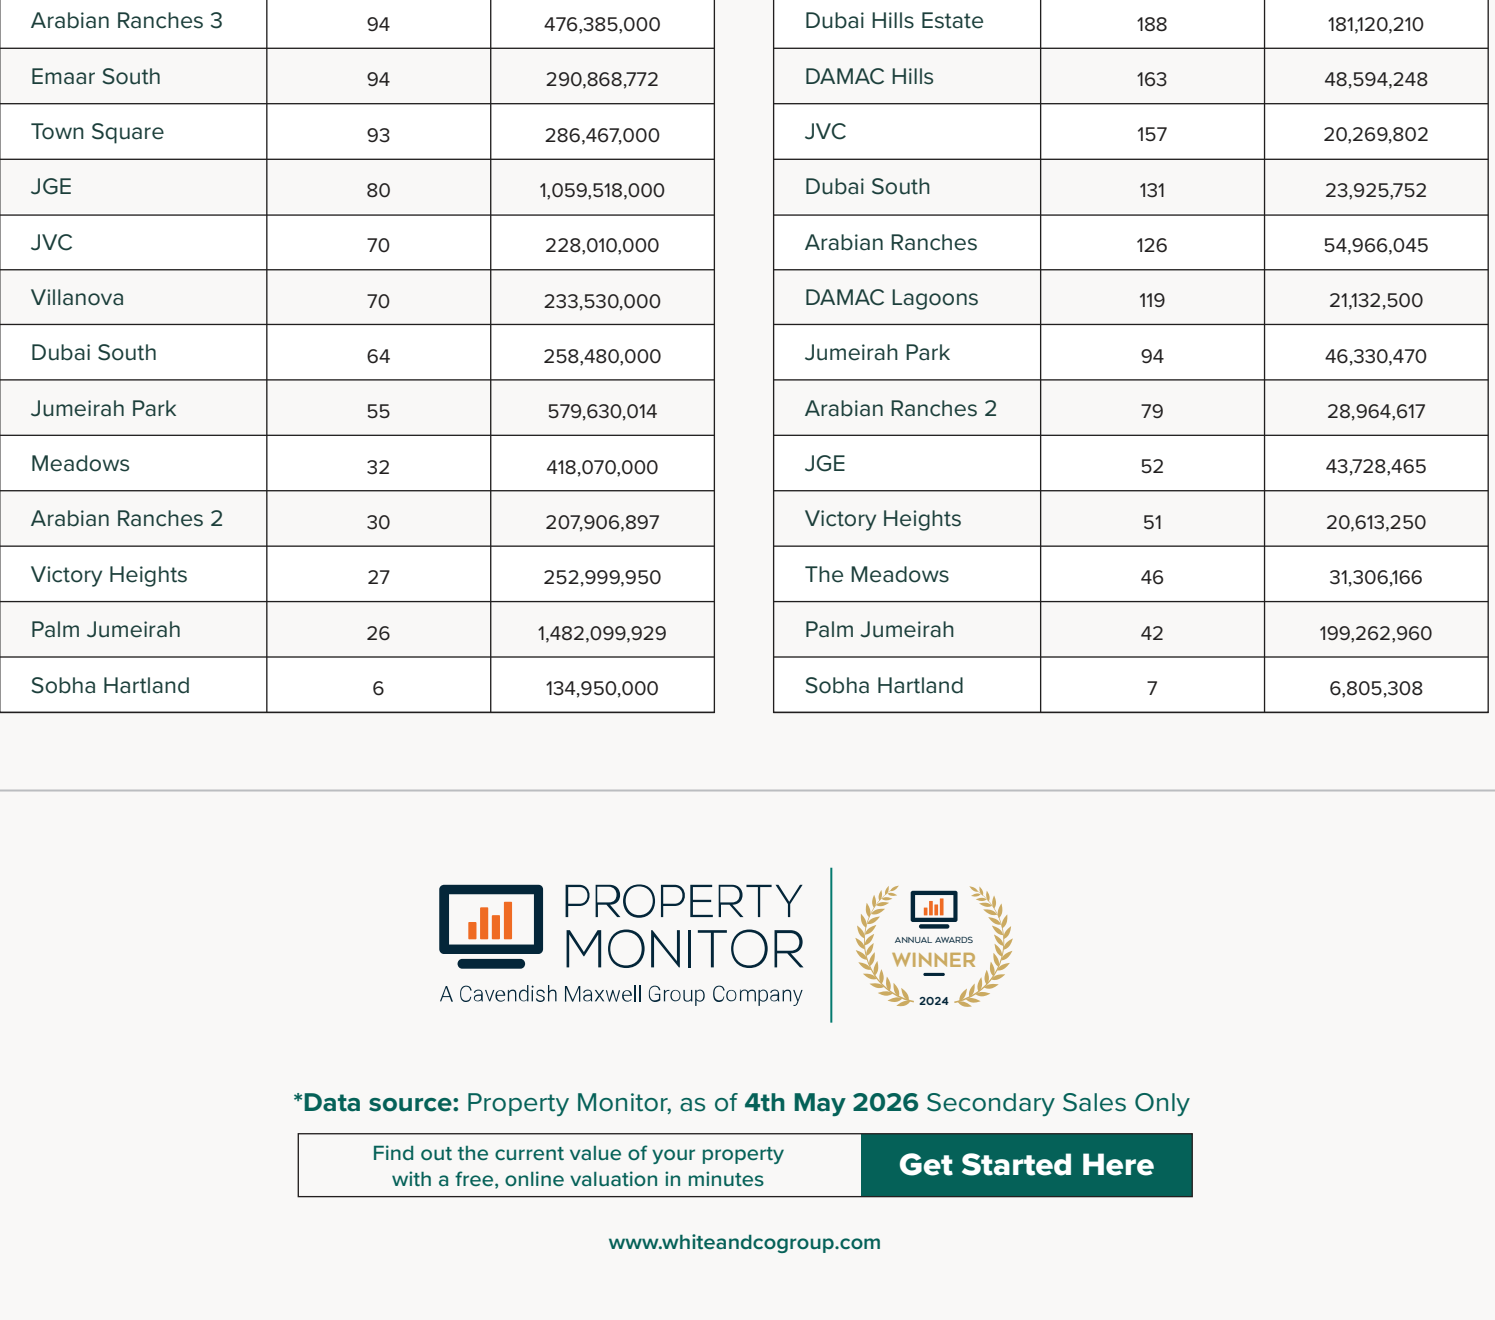 Arabian Ranches 3 94 476,385,000
Emaar South 94 290,868,772
Town Square 93 286,467,000
JGE 80 1,059,518,000
JVC 70 228,010,000
Villanova 70 233,530,000
Dubai South 64 258,480,000
Jumeirah Park 55 579,630,014
Meadows 32 418,070,000
Arabian Ranches 2 30 207,906,897
Victory Heights 27 252,999,950
Palm Jumeirah 26 1,482,099,929
Sobha Hartland 6 134,950,000
Dubai Hills Estate 188 181,120,210
DAMAC Hills 163 48,594,248
JVC 157 20,269,802
Dubai South 131 23,925,752
Arabian Ranches 126 54,966,045
DAMAC Lagoons 119 21,132,500
Jumeirah Park 94 46,330,470
Arabian Ranches 2 79 28,964,617
JGE 52 43,728,465
Victory Heights 51 20,613,250
The Meadows 46 31,306,166
Palm Jumeirah 42 199,262,960
Sobha Hartland 7 6,805,308
PROPERTY
MONITOR
A Cavendish Maxwell Group Company
ANNUAL AWARDS
WINNER
2024
*Data source: Property Monitor, as of 4th May 2026 Secondary Sales Only
Find out the current value of your property
with a free, online valuation in minutes
Get Started Here
www.whiteandcogroup.com